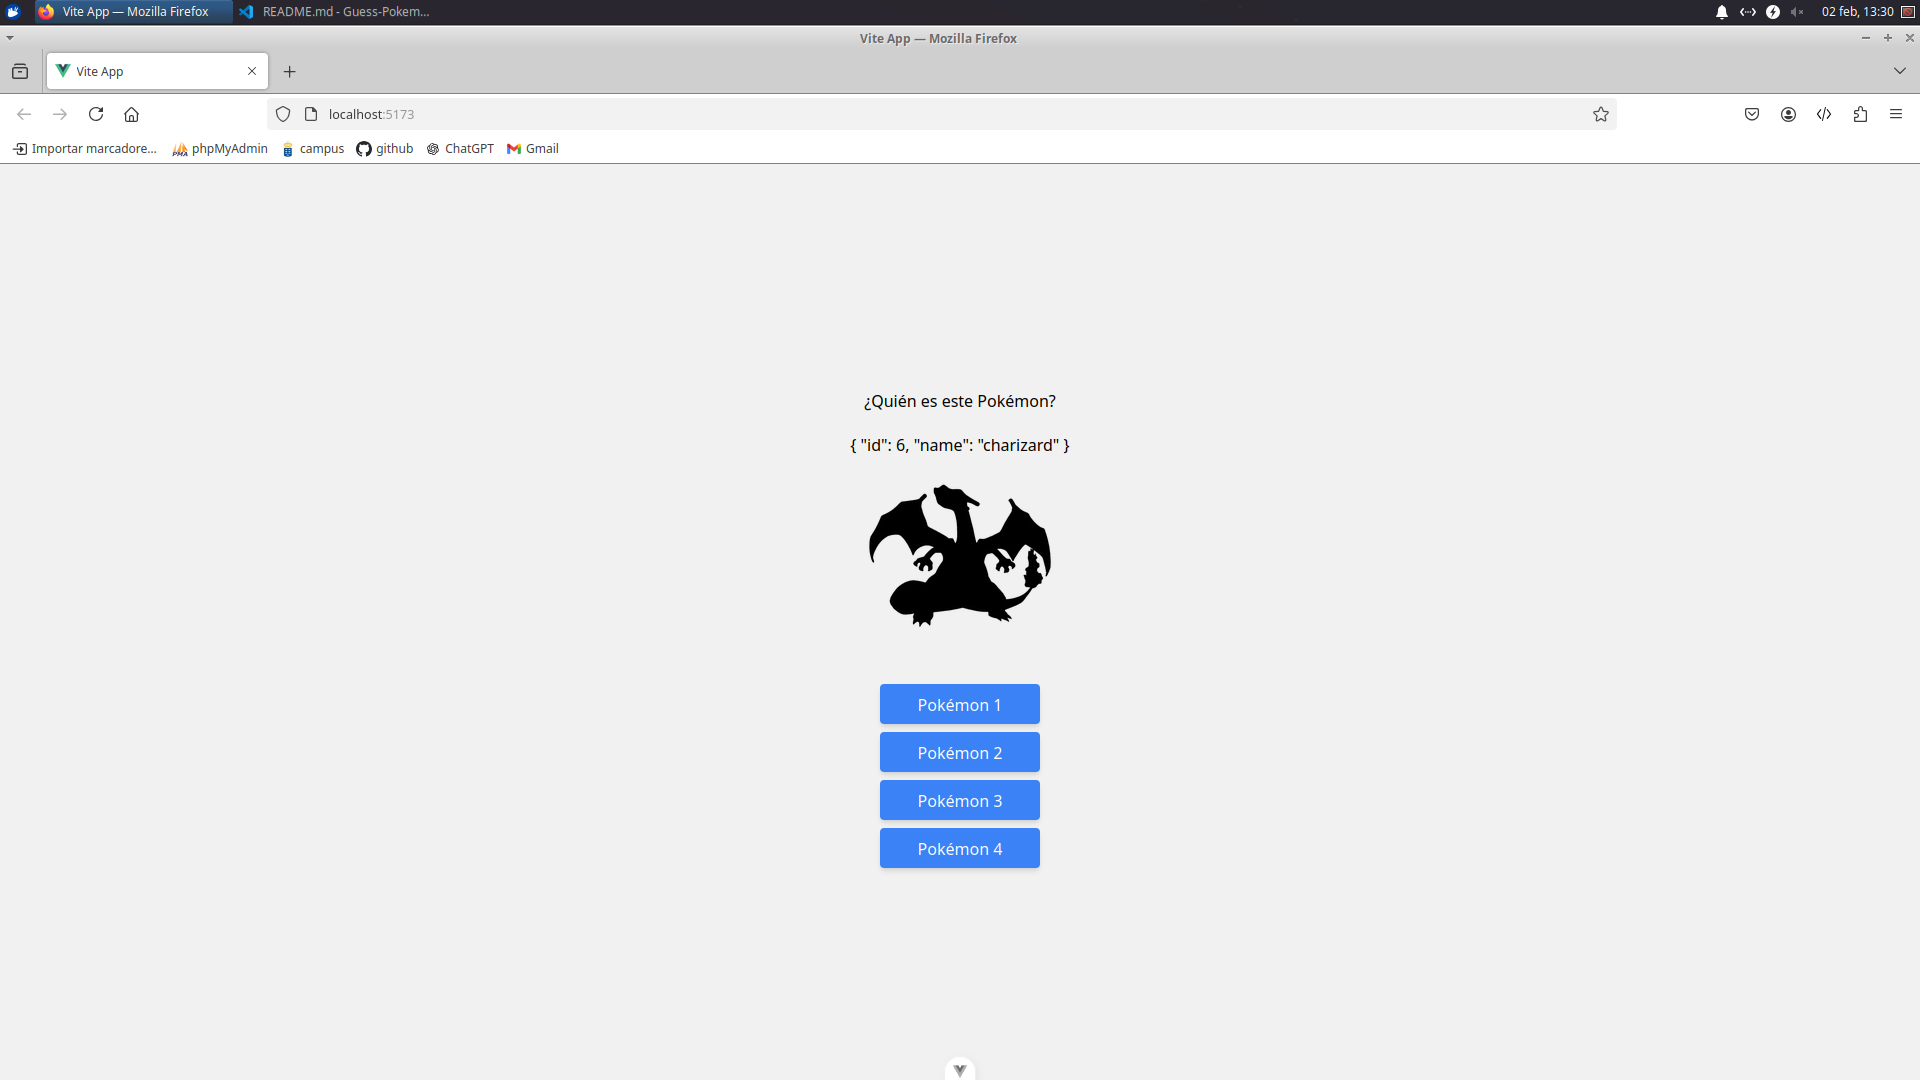 Vite App — Mozilla Firefox
README.md - Guess-Pokem...
02 feb, 13:30
Vite App — Mozilla Firefox
Vite App
localhost:5173
Importar marcadore...
phpMyAdmin
campus
github
ChatGPT
Gmail
¿Quién es este Pokémon?
{ "id": 6, "name": "charizard" }
Pokémon 1
Pokémon 2
Pokémon 3
Pokémon 4